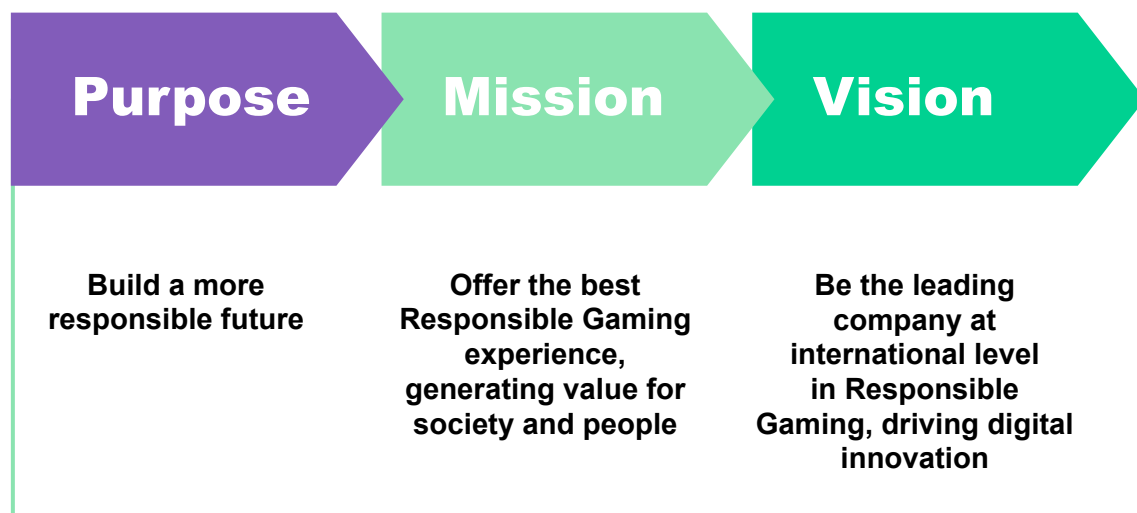 Purpose
Mission
Vision
Build a more
responsible future
Offer the best
Responsible Gaming
experience,
generating value for
society and people
Be the leading
company at
international level
in Responsible
Gaming, driving digital
innovation